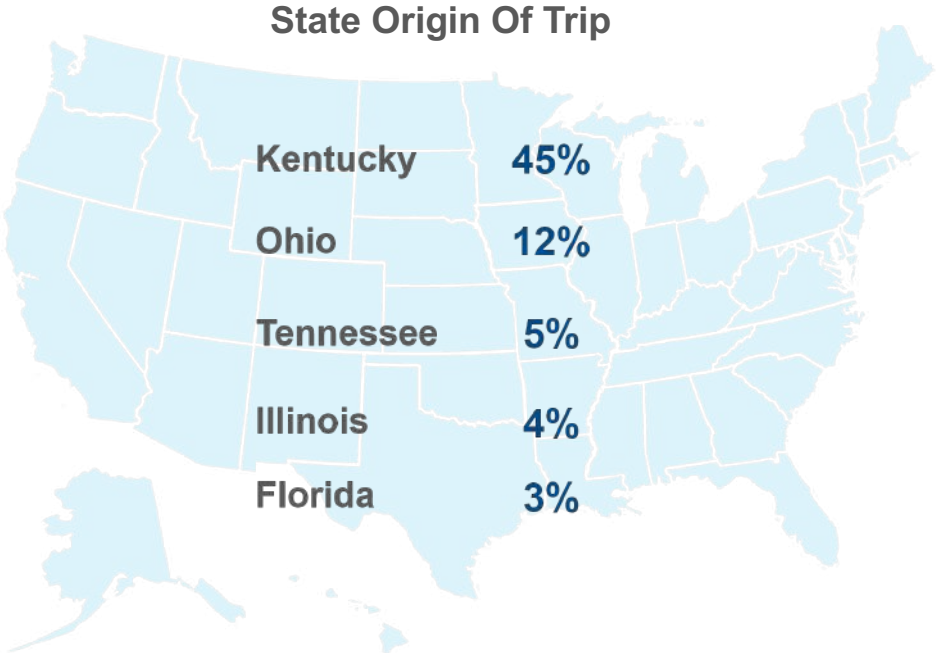 State Origin Of Trip
Kentucky 45%
Ohio 12%
Tennessee 5%
Illinois 4%
Florida 3%